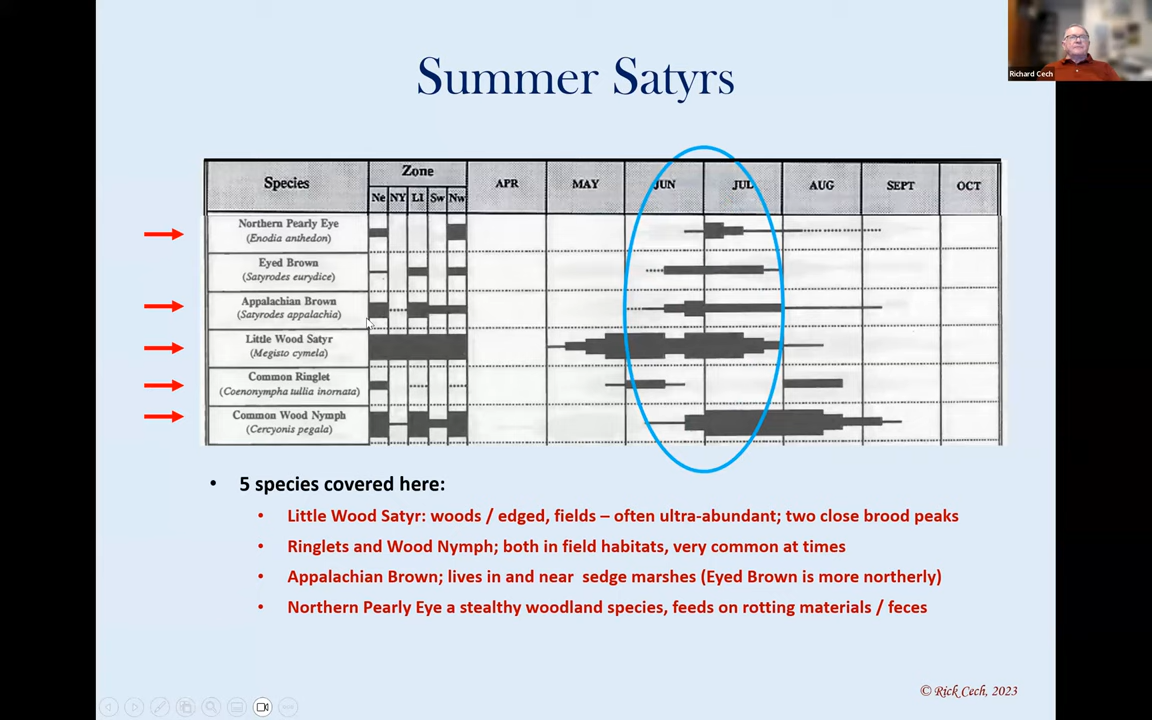 Richard Cech
Summer Satyrs
Species
Zone
Ne NY LI Sw Nw
APR MAY JUN JUL AUG SEPT OCT
Northern Pearly Eye
(Enodia anthedon)
Eyed Brown
(Satyrodes eurydice)
Appalachian Brown
(Satyrodes appalachia)
Little Wood Satyr
(Megisto cymela)
Common Ringlet
(Coenonympha tullia inornata)
Common Wood Nymph
(Cercyonis pegala)
• 5 species covered here:
• Little Wood Satyr: woods / edged, fields – often ultra-abundant; two close brood peaks
• Ringlets and Wood Nymph; both in field habitats, very common at times
• Appalachian Brown; lives in and near sedge marshes (Eyed Brown is more northerly)
• Northern Pearly Eye a stealthy woodland species, feeds on rotting materials / feces
© Rick Cech, 2023